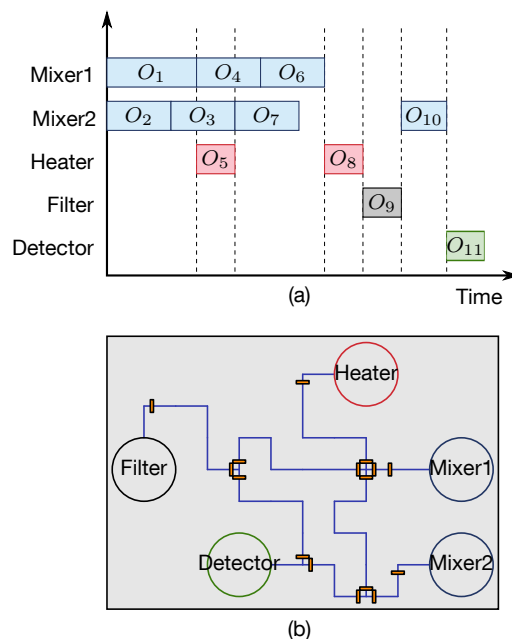 Mixer1 O1 O4 O6
Mixer2 O2 O3 O7 O10
Heater O5 O8
Filter O9
Detector O11
Time
(a)
Heater
Filter Mixer1
Detector Mixer2
(b)